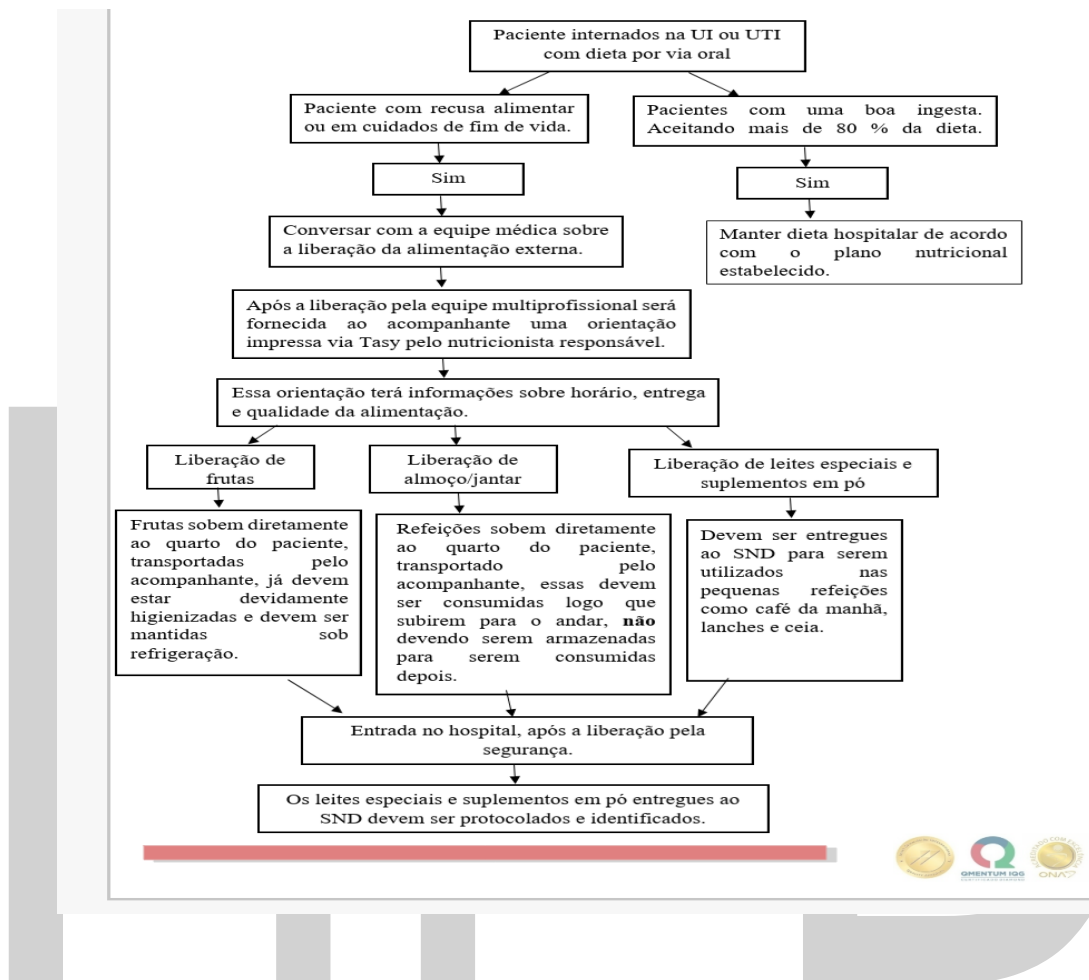 Paciente internados na UI ou UTI
com dieta por via oral
Paciente com recusa alimentar
ou em cuidados de fim de vida.
Pacientes com uma boa ingesta.
Aceitando mais de 80 % da dieta.
Sim
Sim
Conversar com a equipe médica sobre
a liberação da alimentação externa.
Manter dieta hospitalar de acordo
com o plano nutricional
estabelecido.
Após a liberação pela equipe multiprofissional será
fornecida ao acompanhante uma orientação
impressa via Tasy pelo nutricionista responsável.
Essa orientação terá informações sobre horário, entrega
e qualidade da alimentação.
Liberação de
frutas
Liberação de
almoço/jantar
Liberação de leites especiais e
suplementos em pó
Frutas sobem diretamente
ao quarto do paciente,
transportadas pelo
acompanhante, já devem
estar devidamente
higienizadas e devem ser
mantidas sob
refrigeração.
Refeições sobem diretamente
ao quarto do paciente,
transportado pelo
acompanhante, essas devem
ser consumidas logo que
subirem para o andar, não
devendo serem armazenadas
para serem consumidas
depois.
Devem ser entregues
ao SND para serem
utilizados nas
pequenas refeições
como café da manhã,
lanches e ceia.
Entrada no hospital, após a liberação pela
segurança.
Os leites especiais e suplementos em pó entregues ao
SND devem ser protocolados e identificados.
QMENTUM IQG
ONA